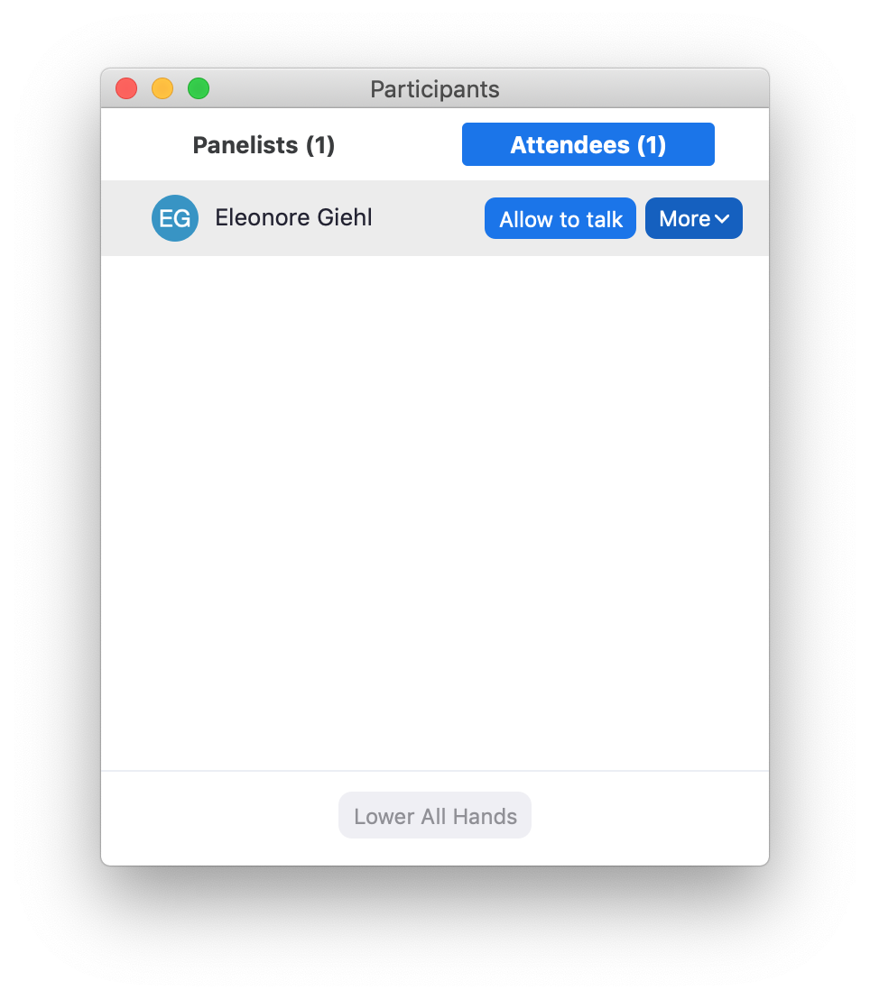 Participants
Panelists (1)
Attendees (1)
EG
Eleonore Giehl
Allow to talk
More
Lower All Hands